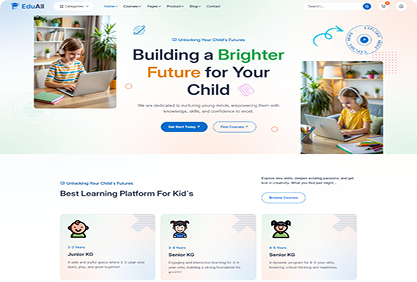 EduAll
Categories
Home Courses Pages Product Blog Contact
Search...
Unlocking Your Child's Futures
Building a Brighter
Future for Your
Child
We are dedicated to nurturing young minds, empowering them with
knowledge, skills, and confidence to excel.
Get Start Today
Find Courses
Unlocking Your Child's Futures
Best Learning Platform For Kid's
Explore new skills, deepen existing passions, and get
lost in creativity. What you find just might...
Browse Courses
2-3 Years
Junior KG
A safe and joyful space where 2-3-year-olds
learn, play, and grow together!
3-4 Years
Senior KG
Engaging and interactive learning for 3-4-
year olds, building a strong foundation for
growth!
4-5 Years
Senior KG
A dynamic program for 4-5-year-olds,
fostering critical thinking and readiness.